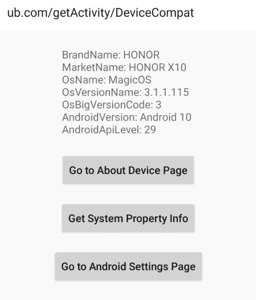 ub.com/getActivity/DeviceCompat
BrandName: HONOR
MarketName: HONOR X10
OsName: MagicOS
OsVersionName: 3.1.1.115
OsBigVersionCode: 3
AndroidVersion: Android 10
AndroidApiLevel: 29
Go to About Device Page
Get System Property Info
Go to Android Settings Page